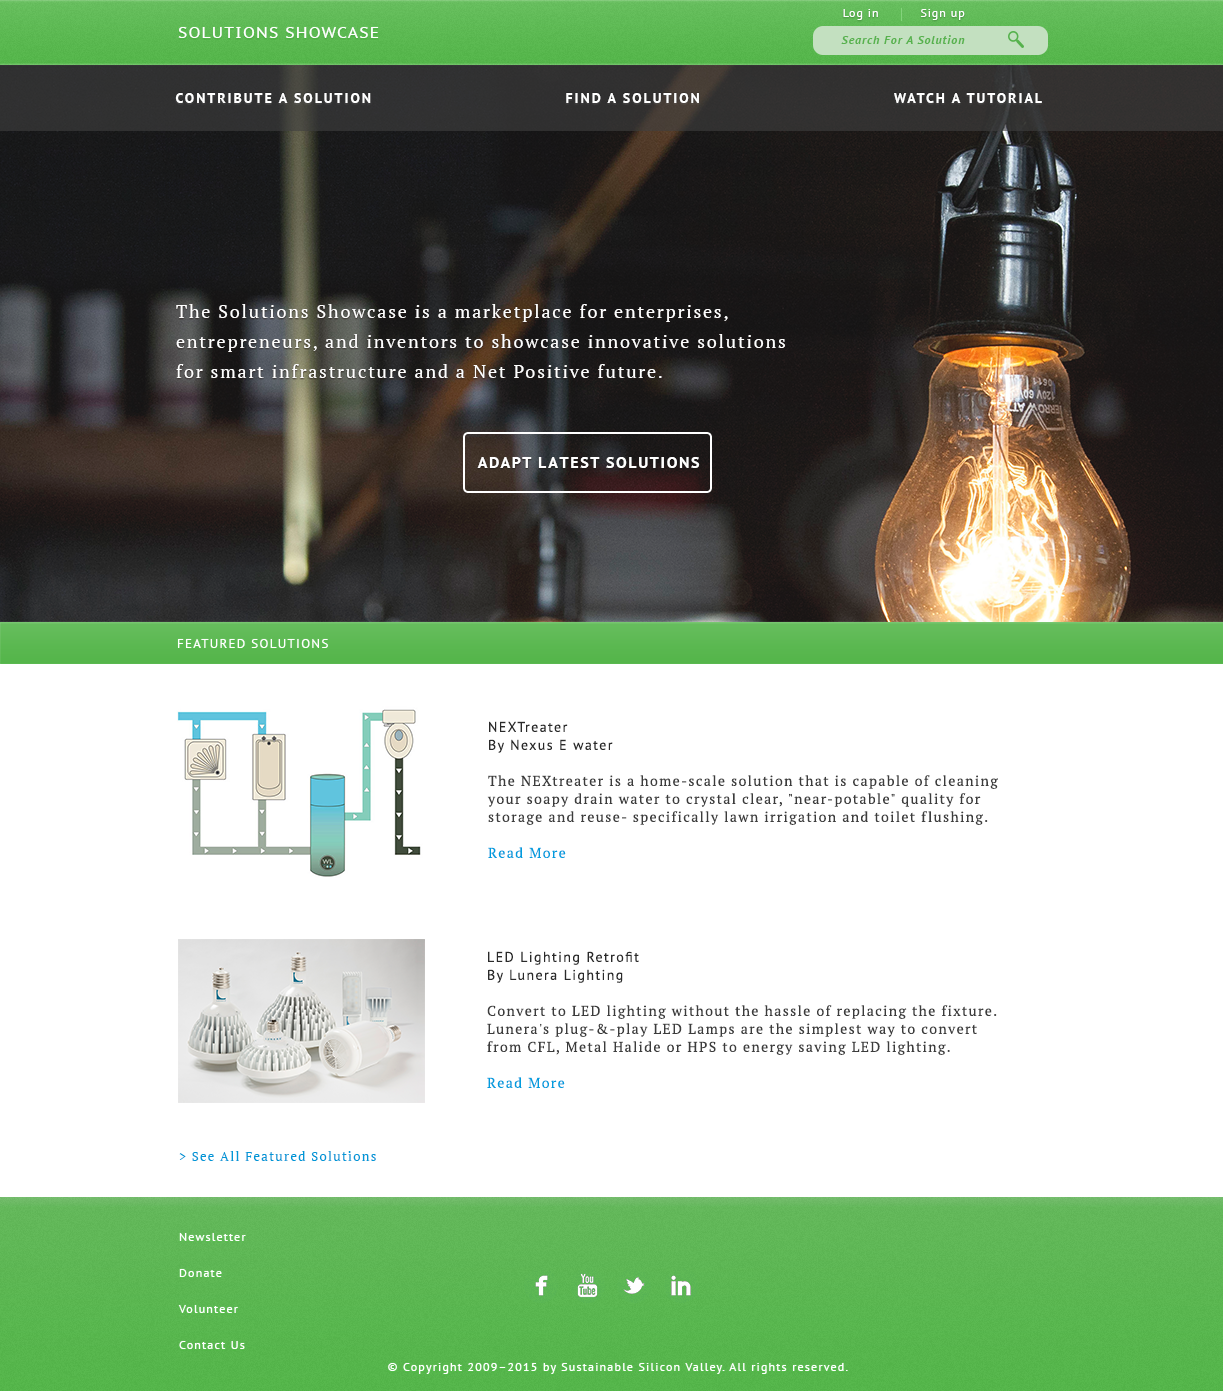 Log in | Sign up
SOLUTIONS SHOWCASE
Search For A Solution
CONTRIBUTE A SOLUTION
FIND A SOLUTION
WATCH A TUTORIAL
The Solutions Showcase is a marketplace for enterprises,
entrepreneurs, and inventors to showcase innovative solutions
for smart infrastructure and a Net Positive future.
0611
120V 60
ADAPT LATEST SOLUTIONS
FEATURED SOLUTIONS
NEXTreater
By Nexus E water
The NEXtreater is a home-scale solution that is capable of cleaning
your soapy drain water to crystal clear, "near-potable" quality for
storage and reuse- specifically lawn irrigation and toilet flushing.
Read More
LED Lighting Retrofit
By Lunera Lighting
Convert to LED lighting without the hassle of replacing the fixture.
Lunera's plug-&-play LED Lamps are the simplest way to convert
from CFL, Metal Halide or HPS to energy saving LED lighting.
Read More
> See All Featured Solutions
Newsletter
Donate
Volunteer
Contact Us
You
Tube
© Copyright 2009–2015 by Sustainable Silicon Valley. All rights reserved.